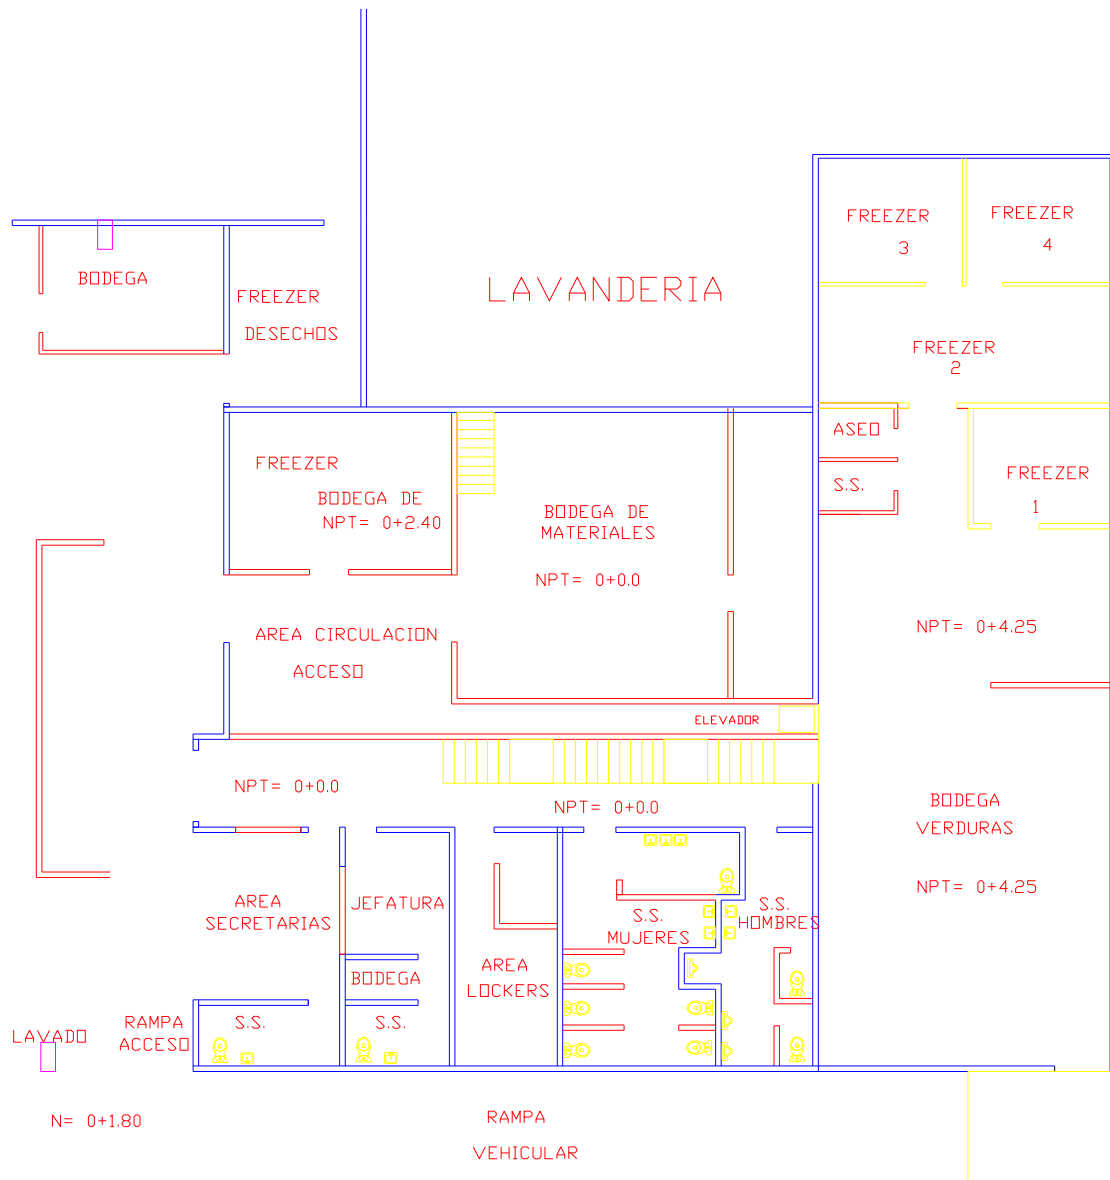 FREEZER
3
FREEZER
4
BODEGA
FREEZER
DESECHOS
LAVANDERIA
FREEZER
2
ASEO
S.S.
FREEZER
1
FREEZER
BODEGA DE
NPT= 0+2.40
BODEGA DE
MATERIALES
NPT= 0+0.0
AREA CIRCULACION
ACCESO
NPT= 0+4.25
ELEVADOR
NPT= 0+0.0
NPT= 0+0.0
BODEGA
VERDURAS
NPT= 0+4.25
AREA
SECRETARIAS
JEFATURA
S.S.
MUJERES
S.S.
HOMBRES
BODEGA
AREA
LOCKERS
LAVADO
RAMPA
ACCESO
S.S.
S.S.
N= 0+1.80
RAMPA
VEHICULAR